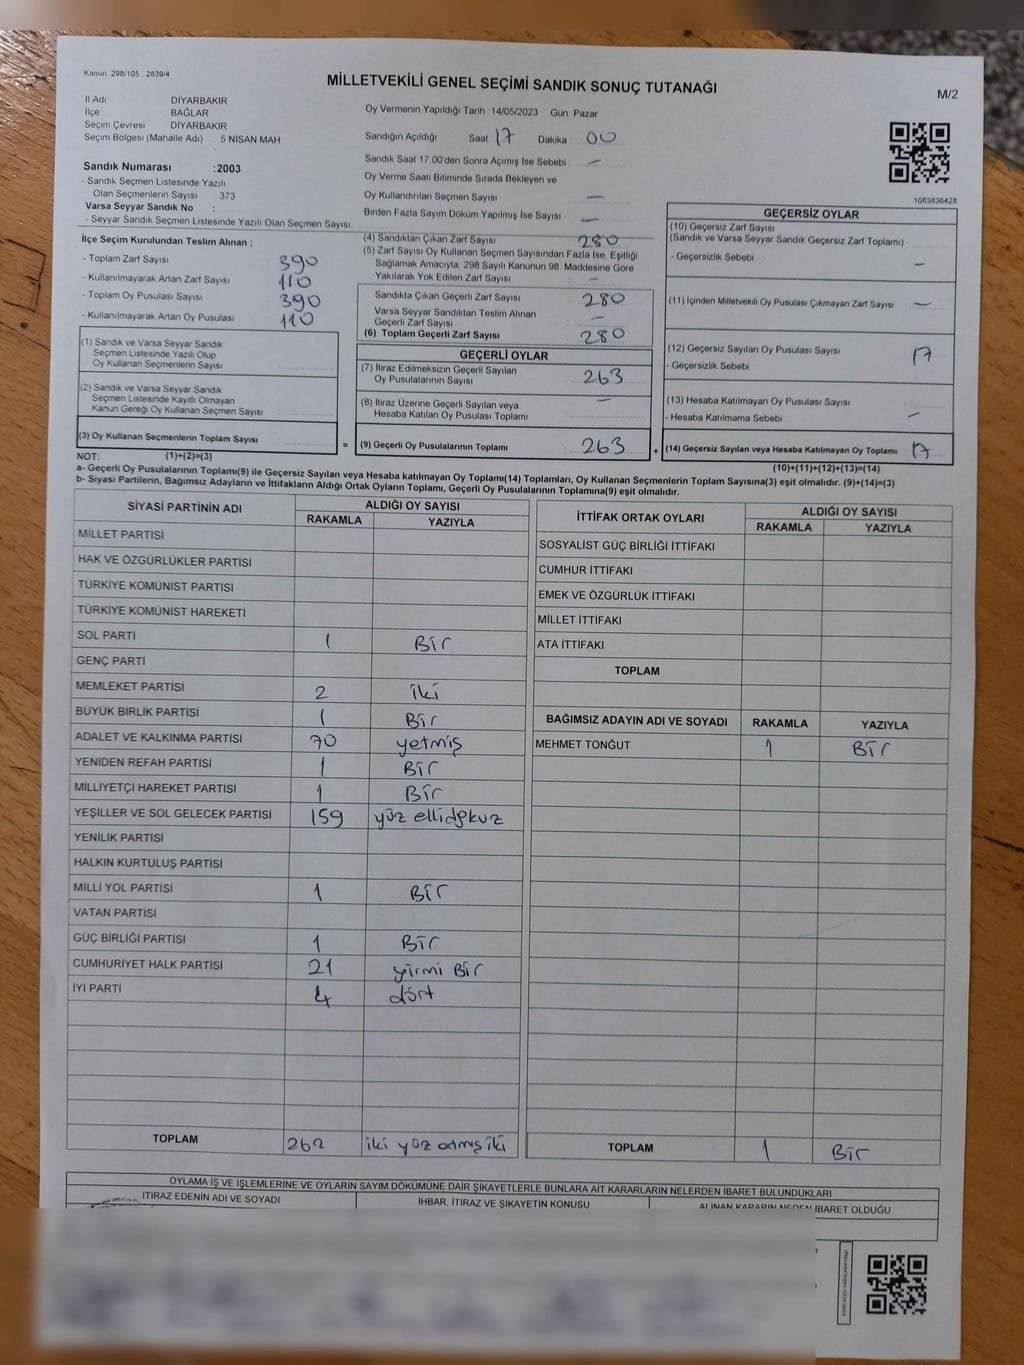 Kanun, 298/105 , 2839/4
MİLLETVEKİLİ GENEL SEÇİMİ SANDIK SONUÇ TUTANAĞI
M/2
İl Adı DİYARBAKIR
İlçe BAĞLAR
Seçim Çevresi DİYARBAKIR
Seçim Bölgesi (Mahalle Adı) : 5 NİSAN MAH
Oy Vermenin Yapıldığı Tarih : 14/05/2023 Gün: Pazar
Sandığın Açıldığı Saat 17 Dakika : 00
Sandık Saat 17:00'den Sonra Açımış İse Sebebi : —
Oy Verme Saati Bitiminde Sırada Bekleyen ve
Oy Kullandırılan Seçmen Sayısı : —
Birden Fazla Sayım Döküm Yapılmış İse Sayısı : —
Sandık Numarası :2003
- Sandık Seçmen Listesinde Yazılı
Olan Seçmenlerin Sayısı : 373
Varsa Seyyar Sandık No :
- Seyyar Sandık Seçmen Listesinde Yazılı Olan Seçmen Sayısı:
1083836428
İlçe Seçim Kurulundan Teslim Alınan ;
- Toplam Zarf Sayısı : 390
- Kullanılmayarak Artan Zarf Sayısı : 110
- Toplam Oy Pusulası : 390
- Kullanılmayarak Artan Oy Pusulası : 110
(4) Sandıktan Çıkan Zarf Sayısı : 280
(5) Zarf Sayısı Oy Kullanan Seçmen Sayısından Fazla İse, Eşitliği
Sağlamak Amacıyla, 298 Sayılı Kanunun 98. Maddesine Göre
Yakılarak Yok Edilen Zarf Sayısı : —
Sandıkta Çıkan Geçerli Zarf Sayısı : 280
Varsa Seyyar Sandıktan Teslim Alınan
Geçerli Zarf Sayısı : —
(6) Toplam Geçerli Zarf Sayısı : 280
GEÇERSİZ OYLAR
(10) Geçersiz Zarf Sayısı
(Sandık ve Varsa Seyyar Sandık Geçersiz Zarf Toplamı) :
- Geçersizlik Sebebi : —
(11) İçinden Milletvekili Oy Pusulası Çıkmayan Zarf Sayısı : —
(12) Geçersiz Sayılan Oy Pusulası Sayısı : 17
- Geçersizlik Sebebi :
(13) Hesaba Katılmayan Oy Pusulası Sayısı :
- Hesaba Katılmama Sebebi : —
(14) Geçersiz Sayılan veya Hesaba Katılmayan Oy Toplamı : 17
(10)+(11)+(12)+(13)=(14)
(1) Sandık ve Varsa Seyyar Sandık
Seçmen Listesinde Yazılı Olup
Oy Kullanan Seçmenlerin Sayısı :
(2) Sandık ve Varsa Seyyar Sandık
Seçmen Listesinde Kayıtlı Olmayan
Kanun Gereği Oy Kullanan Seçmen Sayısı :
(3) Oy Kullanan Seçmenlerin Toplam Sayısı :
GEÇERLİ OYLAR
(7) İtiraz Edilmeksizin Geçerli Sayılan
Oy Pusulalarının Sayısı : 263
(8) İtiraz Üzerine Geçerli Sayılan veya
Hesaba Katılan Oy Pusulası Toplamı : —
= (9) Geçerli Oy Pusulalarının Toplamı : 263 +
NOT: (1)+(2)=(3)
a- Geçerli Oy Pusulalarının Toplamı(9) ile Geçersiz Sayılan veya Hesaba katılmayan Oy Toplamı(14) Toplamları, Oy Kullanan Seçmenlerin Toplam Sayısına(3) eşit olmalıdır. (9)+(14)=(3)
b- Siyasi Partilerin, Bağımsız Adayların ve İttifakların Aldığı Ortak Oyların Toplamı, Geçerli Oy Pusulalarının Toplamına(9) eşit olmalıdır.
SİYASİ PARTİNİN ADI ALDIĞI OY SAYISI
RAKAMLA YAZIYLA
MİLLET PARTİSİ
HAK VE ÖZGÜRLÜKLER PARTİSİ
TÜRKİYE KOMÜNİST PARTİSİ
TÜRKİYE KOMÜNİST HAREKETİ
SOL PARTİ 1 Bir
GENÇ PARTİ
MEMLEKET PARTİSİ 2 iki
BÜYÜK BİRLİK PARTİSİ 1 Bir
ADALET VE KALKINMA PARTİSİ 70 yetmiş
YENİDEN REFAH PARTİSİ 1 Bir
MİLLİYETÇİ HAREKET PARTİSİ 1 Bir
YEŞİLLER VE SOL GELECEK PARTİSİ 159 yüz ellidokuz
YENİLİK PARTİSİ
HALKIN KURTULUŞ PARTİSİ
MİLLİ YOL PARTİSİ 1 Bir
VATAN PARTİSİ
GÜÇ BİRLİĞİ PARTİSİ 1 Bir
CUMHURİYET HALK PARTİSİ 21 yirmi Bir
İYİ PARTİ 4 dört
TOPLAM 262 iki yüz atmış iki
İTTİFAK ORTAK OYLARI ALDIĞI OY SAYISI
RAKAMLA YAZIYLA
SOSYALİST GÜÇ BİRLİĞİ İTTİFAKI
CUMHUR İTTİFAKI
EMEK VE ÖZGÜRLÜK İTTİFAKI
MİLLET İTTİFAKI
ATA İTTİFAKI
TOPLAM
BAĞIMSIZ ADAYIN ADI VE SOYADI RAKAMLA YAZIYLA
MEHMET TONĞUT 1 Bir
TOPLAM 1 Bir
OYLAMA İŞ VE İŞLEMLERİNE VE OYLARIN SAYIM DÖKÜMÜNE DAİR ŞİKAYETLERLE BUNLARA AİT KARARLARIN NELERDEN İBARET BULUNDUKLARI
İTİRAZ EDENİN ADI VE SOYADI İHBAR, İTİRAZ VE ŞİKAYETİN KONUSU ALINAN KARARIN NEDEN İBARET OLDUĞU